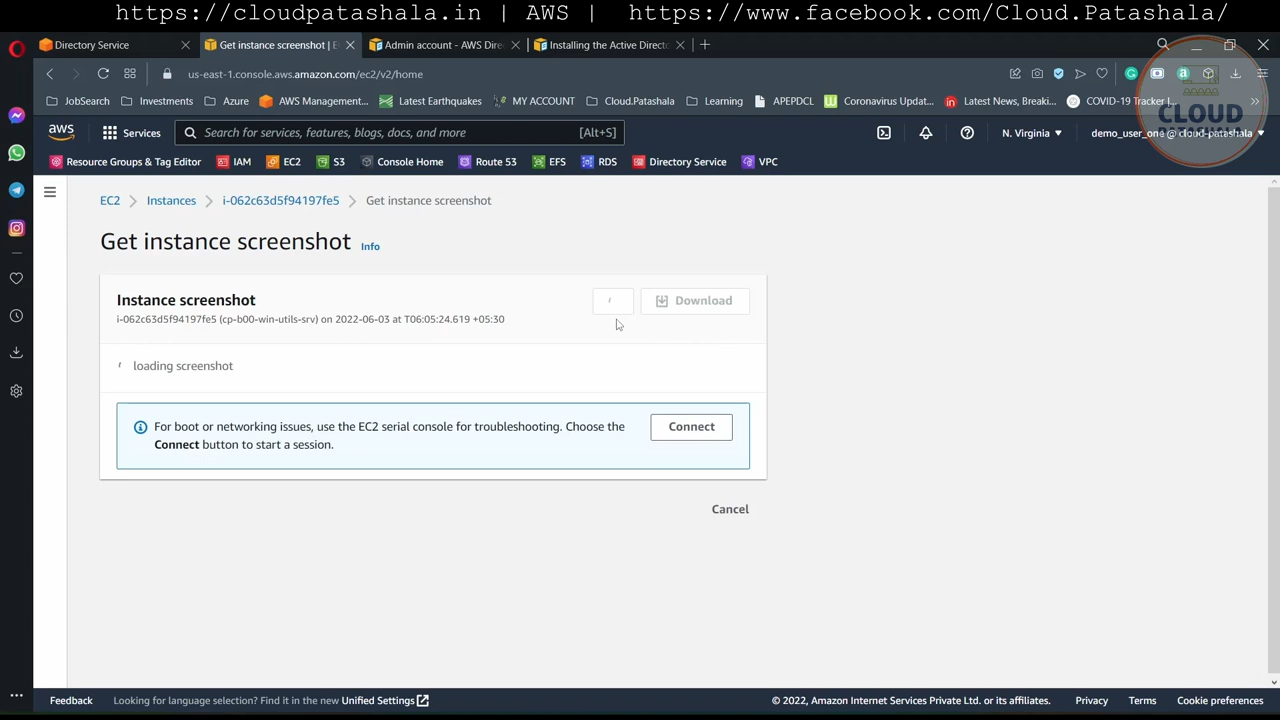 https://cloudpatashala.in | AWS | https://www.facebook.com/Cloud.Patashala/
Directory Service
Get instance screenshot | E
Admin account - AWS Dire
Installing the Active Directo
us-east-1.console.aws.amazon.com/ec2/v2/home
JobSearch
Investments
Azure
AWS Management...
Latest Earthquakes
MY ACCOUNT
Cloud.Patashala
Learning
APEPDCL
Coronavirus Updat...
Latest News, Breaki...
COVID-19 Tracker |
CLOUD
PATASHALA
aws
Services
Search for services, features, blogs, docs, and more
[Alt+S]
N. Virginia
demo_user_one @ cloud-patashala
Resource Groups & Tag Editor
IAM
EC2
S3
Console Home
Route 53
EFS
RDS
Directory Service
VPC
EC2
Instances
i-062c63d5f94197fe5
Get instance screenshot
Get instance screenshot
Info
Instance screenshot
Download
i-062c63d5f94197fe5 (cp-b00-win-utils-srv) on 2022-06-03 at T06:05:24.619 +05:30
loading screenshot
For boot or networking issues, use the EC2 serial console for troubleshooting. Choose the
Connect button to start a session.
Connect
Cancel
Feedback
Looking for language selection? Find it in the new Unified Settings
© 2022, Amazon Internet Services Private Ltd. or its affiliates.
Privacy
Terms
Cookie preferences